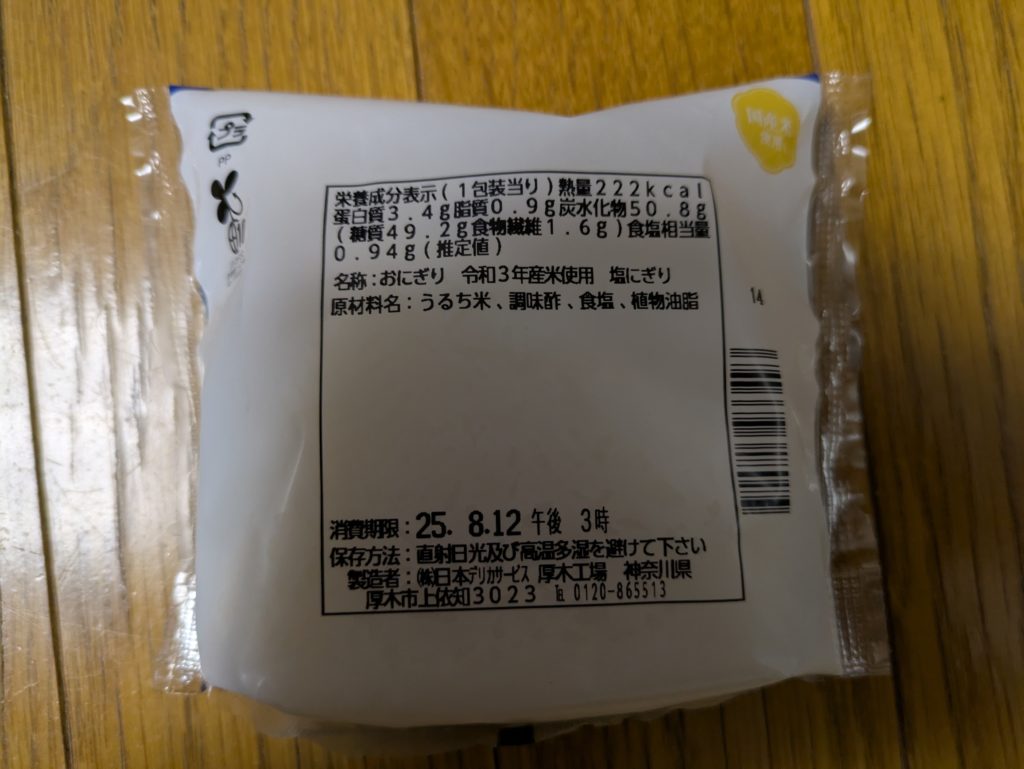 プラ
PP
国産米
使用
栄養成分表示(1包装当り)熱量222kcal
蛋白質3.4g脂質0.9g炭水化物50.8g
(糖質49.2g食物繊維1.6g)食塩相当量
0.94g(推定値)
名称:おにぎり 令和3年産米使用 塩にぎり
原材料名:うるち米、調味酢、食塩、植物油脂
14
消費期限:25. 8.12 午後 3時
保存方法:直射日光及び高温多湿を避けて下さい
製造者:㈱日本デリカサービス 厚木工場 神奈川県
厚木市上依知3023 ℡ 0120-865513